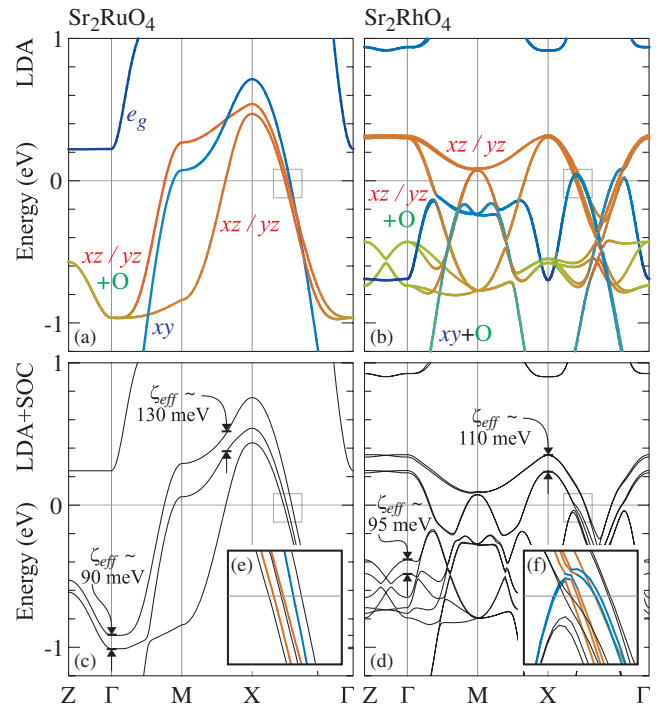 Sr₂RuO₄
Sr₂RhO₄
LDA
Energy (eV)
1
0
-1
e_g
xz / yz
xz / yz
+O
xy
(a)
xz / yz
xz / yz
+O
xy+O
(b)
LDA+SOC
Energy (eV)
1
0
-1
ζ_eff ~
130 meV
ζ_eff ~
90 meV
(c)
(e)
ζ_eff ~
110 meV
ζ_eff ~
95 meV
(d)
(f)
Z Γ M X Γ
Z Γ M X Γ